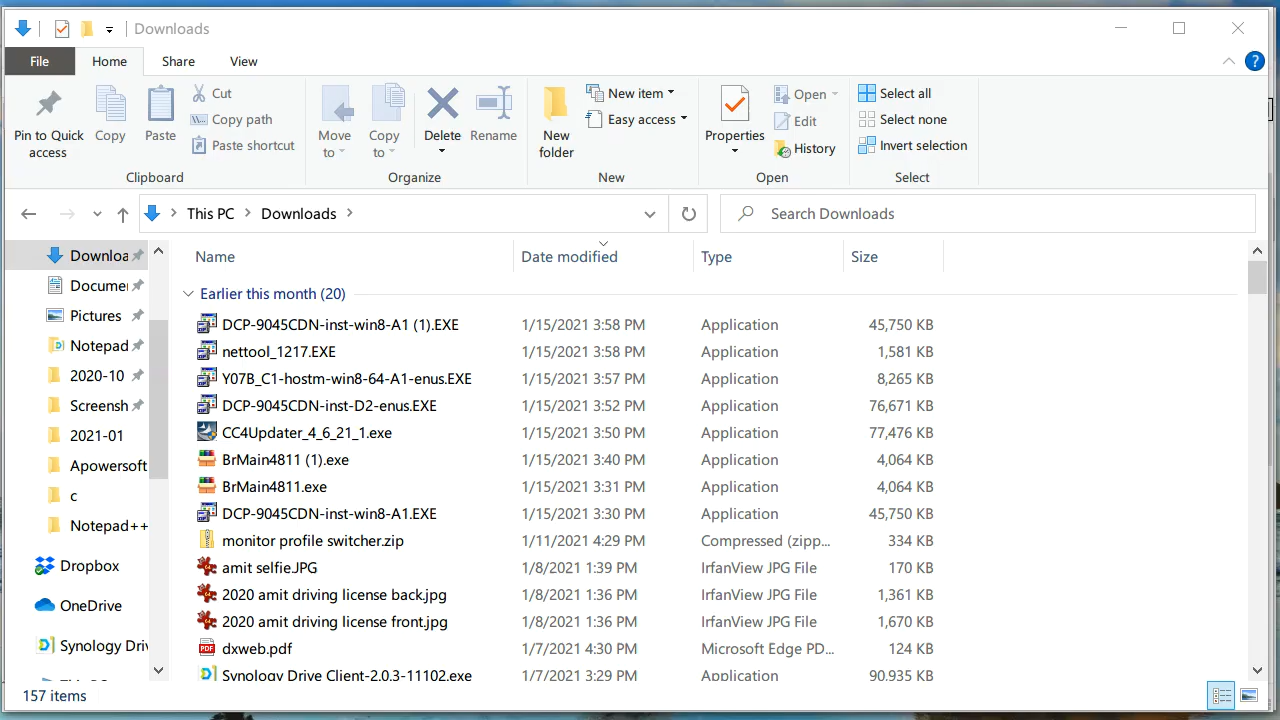 Downloads
File Home Share View
Pin to Quick access
Copy
Paste
Cut
Copy path
Paste shortcut
Clipboard
Move to
Copy to
Delete
Rename
Organize
New folder
New item
Easy access
New
Properties
Open
Edit
History
Open
Select all
Select none
Invert selection
Select
This PC > Downloads >
Search Downloads
Downloa
Documer
Pictures
Notepad
2020-10
Screensh
2021-01
Apowersoft
c
Notepad++
Dropbox
OneDrive
Synology Driv
Name Date modified Type Size
Earlier this month (20)
DCP-9045CDN-inst-win8-A1 (1).EXE 1/15/2021 3:58 PM Application 45,750 KB
nettool_1217.EXE 1/15/2021 3:58 PM Application 1,581 KB
Y07B_C1-hostm-win8-64-A1-enus.EXE 1/15/2021 3:57 PM Application 8,265 KB
DCP-9045CDN-inst-D2-enus.EXE 1/15/2021 3:52 PM Application 76,671 KB
CC4Updater_4_6_21_1.exe 1/15/2021 3:50 PM Application 77,476 KB
BrMain4811 (1).exe 1/15/2021 3:40 PM Application 4,064 KB
BrMain4811.exe 1/15/2021 3:31 PM Application 4,064 KB
DCP-9045CDN-inst-win8-A1.EXE 1/15/2021 3:30 PM Application 45,750 KB
monitor profile switcher.zip 1/11/2021 4:29 PM Compressed (zipp... 334 KB
amit selfie.JPG 1/8/2021 1:39 PM IrfanView JPG File 170 KB
2020 amit driving license back.jpg 1/8/2021 1:36 PM IrfanView JPG File 1,361 KB
2020 amit driving license front.jpg 1/8/2021 1:36 PM IrfanView JPG File 1,670 KB
dxweb.pdf 1/7/2021 4:30 PM Microsoft Edge PD... 124 KB
Synology Drive Client-2.0.3-11102.exe 1/7/2021 3:29 PM Application 90,935 KB
157 items